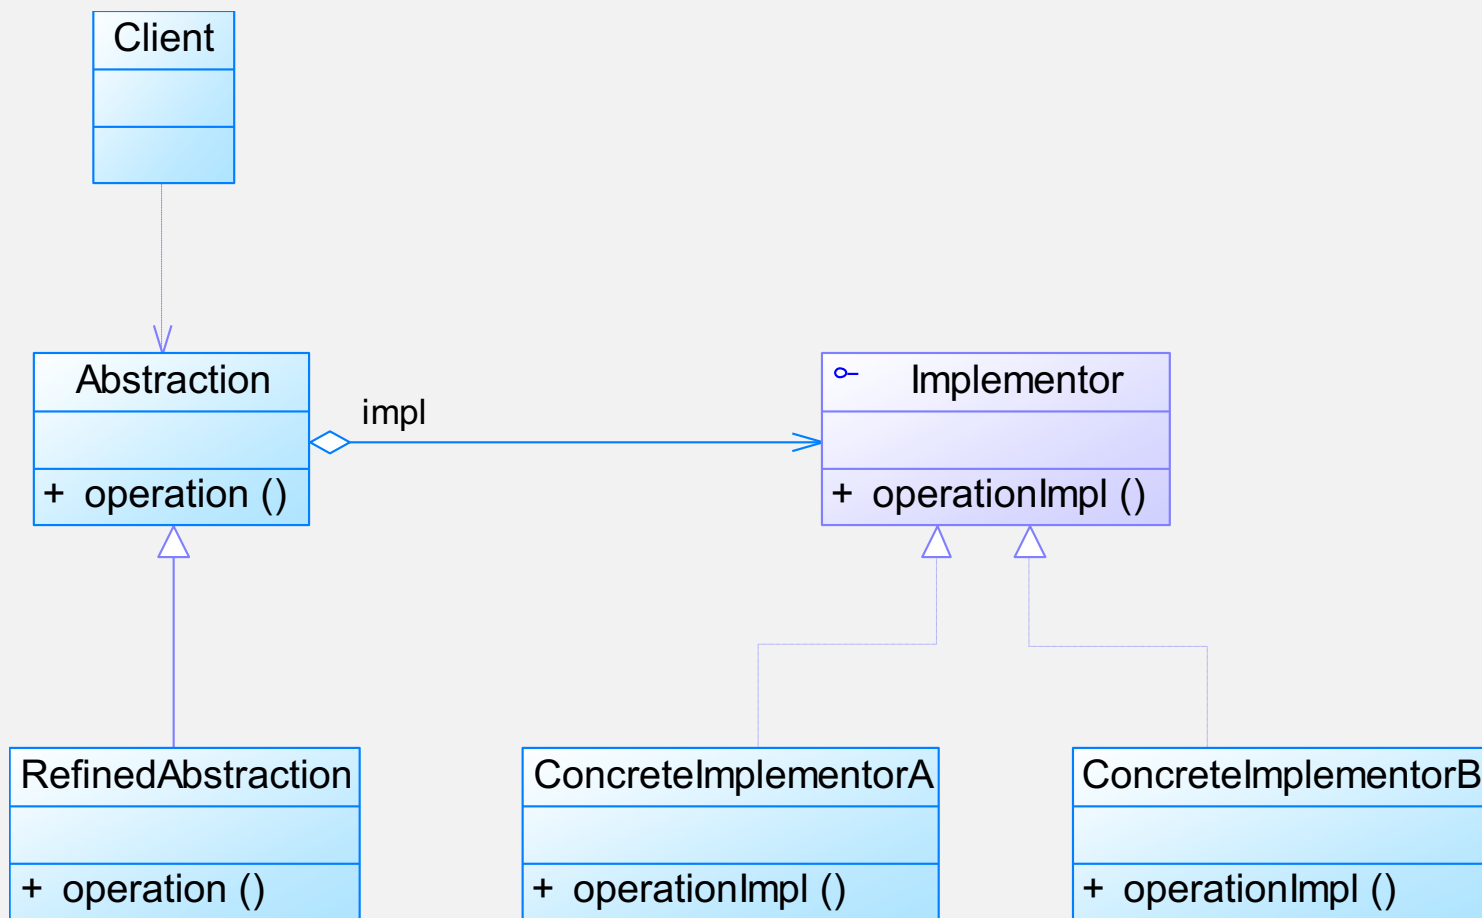 Client
Abstraction
+ operation ()
impl
Implementor
+ operationImpl ()
RefinedAbstraction
+ operation ()
ConcreteImplementorA
+ operationImpl ()
ConcreteImplementorB
+ operationImpl ()